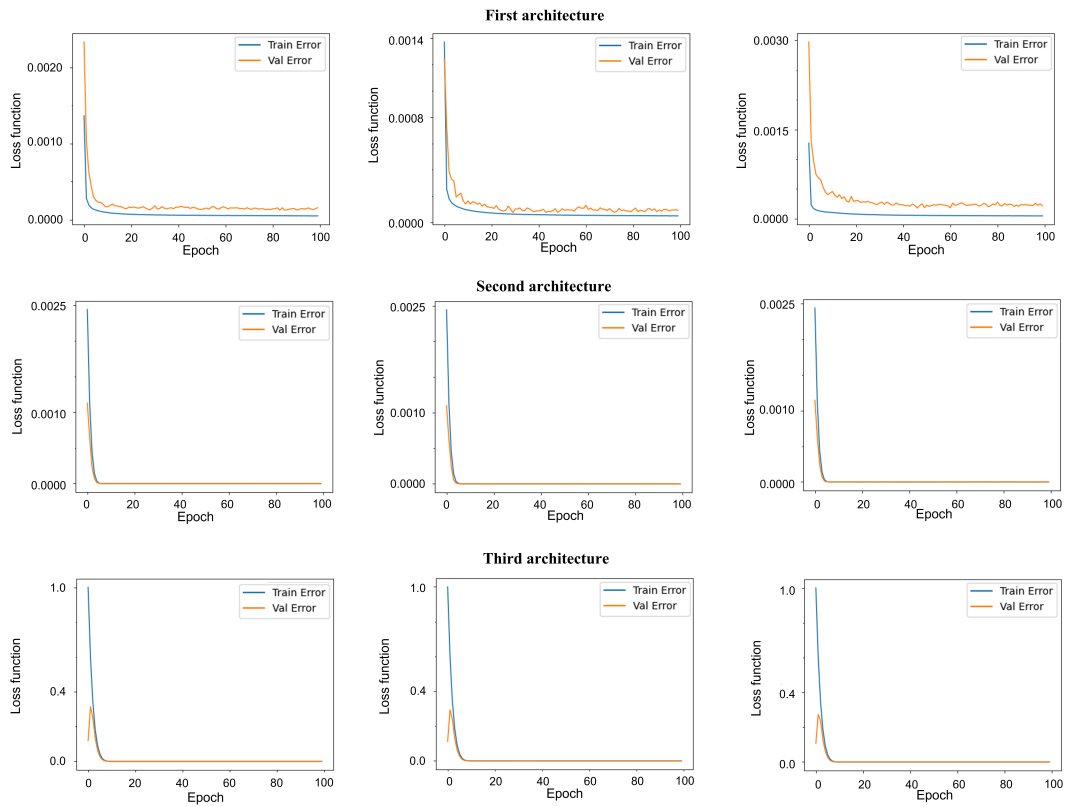 First architecture
Train Error
Val Error
0.0020
0.0010
0.0000
Loss function
0 20 40 60 80 100
Epoch
Train Error
Val Error
0.0014
0.0008
0.0000
Loss function
0 20 40 60 80 100
Epoch
Train Error
Val Error
0.0030
0.0015
0.0000
Loss function
0 20 40 60 80 100
Epoch
Second architecture
Train Error
Val Error
0.0025
0.0010
0.0000
Loss function
0 20 40 60 80 100
Epoch
Train Error
Val Error
0.0025
0.0010
0.0000
Loss function
0 20 40 60 80 100
Epoch
Train Error
Val Error
0.0025
0.0010
0.0000
Loss function
0 20 40 60 80 100
Epoch
Third architecture
Train Error
Val Error
1.0
0.4
0.0
Loss function
0 20 40 60 80 100
Epoch
Train Error
Val Error
1.0
0.4
0.0
Loss function
0 20 40 60 80 100
Epoch
Train Error
Val Error
1.0
0.4
0.0
Loss function
0 20 40 60 80 100
Epoch